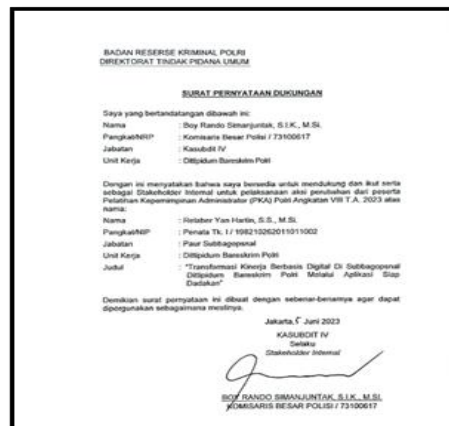 BADAN RESERSE KRIMINAL POLRI
DIREKTORAT TINDAK PIDANA UMUM
SURAT PERNYATAAN DUKUNGAN
Saya yang bertandatangan dibawah ini:
Nama : Boy Rando Simanjuntak, S.I.K., M.Si.
Pangkat/NRP : Komisaris Besar Polisi / 73100617
Jabatan : Kasubdit IV
Unit Kerja : Dittipidum Bareskrim Polri
Dengan ini menyatakan bahwa saya bersedia untuk mendukung dan ikut serta
sebagai Stakeholder Internal untuk pelaksanaan aksi perubahan dari peserta
Pelatihan Kepemimpinan Administrator (PKA) Polri Angkatan VIII T.A. 2023 atas
nama:
Nama : Relaber Yan Harlin, S.S., M.Si.
Pangkat/NIP : Penata Tk. I / 198210262011011002
Jabatan : Paur Subbagopsnal
Unit Kerja : Dittipidum Bareskrim Polri
Judul : "Transformasi Kinerja Berbasis Digital Di Subbagopsnal
Dittipidum Bareskrim Polri Melalui Aplikasi Siap
Dadakan"
Demikian surat pernyataan ini dibuat dengan sebenar-benarnya agar dapat
dipergunakan sebagaimana mestinya.
Jakarta, 5 Juni 2023
KASUBDIT IV
Selaku
Stakeholder Internal
BOY RANDO SIMANJUNTAK, S.I.K., M.SI.
KOMISARIS BESAR POLISI / 73100617